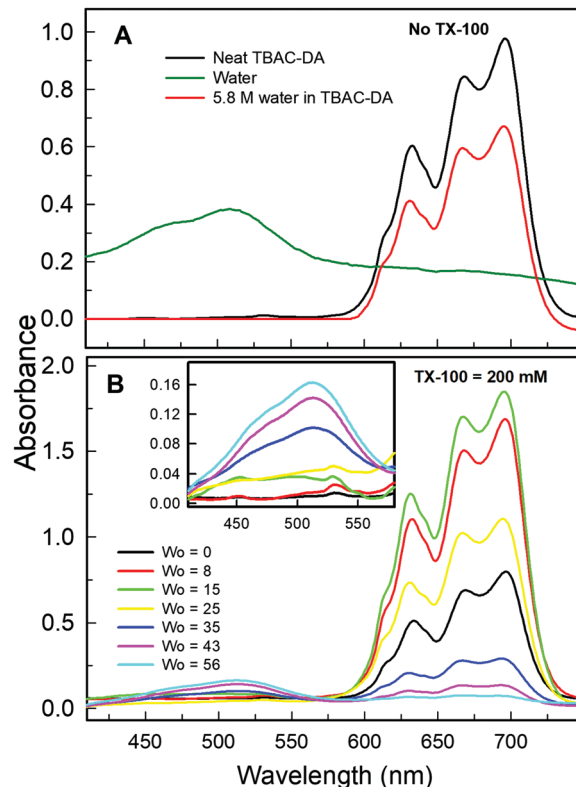 A
No TX-100
Neat TBAC-DA
Water
5.8 M water in TBAC-DA
1.0
0.8
0.6
0.4
0.2
0.0
Absorbance
B
TX-100 = 200 mM
2.0
1.5
1.0
0.5
0.0
0.16
0.12
0.08
0.04
0.00
450 500 550
Wo = 0
Wo = 8
Wo = 15
Wo = 25
Wo = 35
Wo = 43
Wo = 56
450 500 550 600 650 700
Wavelength (nm)